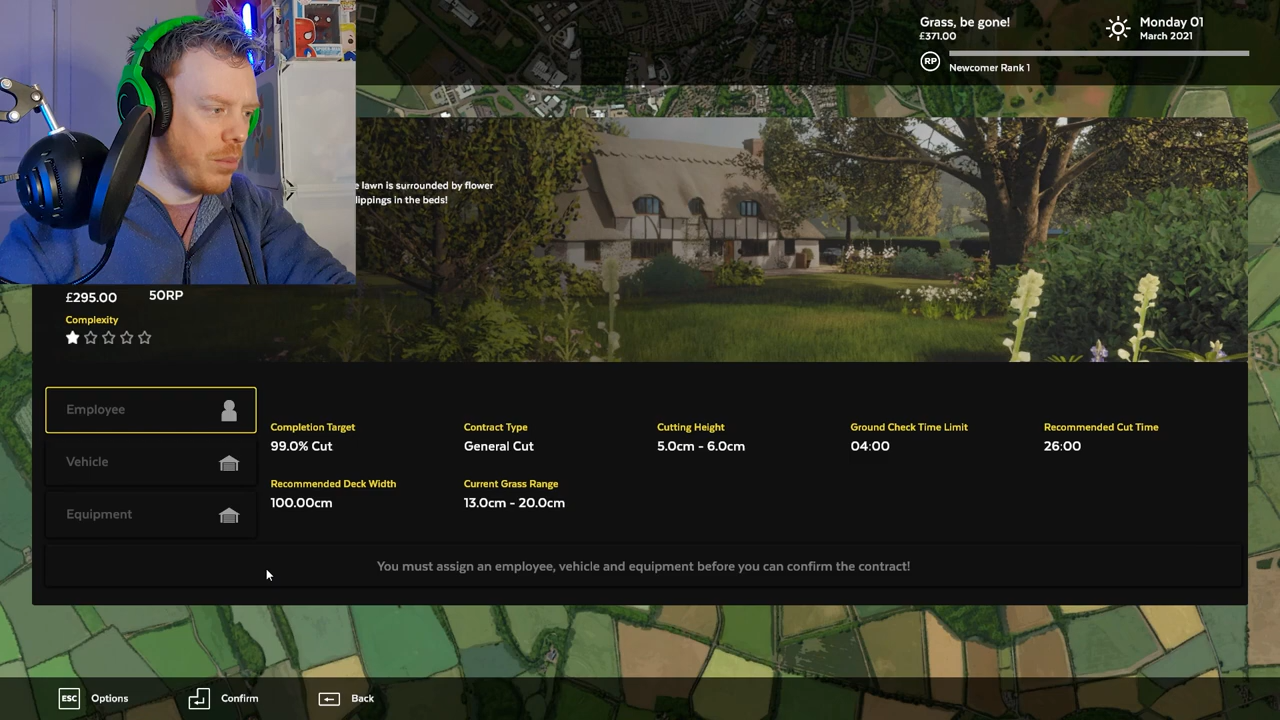 Grass, be gone!
£371.00
Monday 01
March 2021
RP
Newcomer Rank 1
lawn is surrounded by flower
in the beds!
£295.00
50RP
Complexity
Employee
Vehicle
Equipment
Completion Target
99.0% Cut
Contract Type
General Cut
Cutting Height
5.0cm - 6.0cm
Ground Check Time Limit
04:00
Recommended Cut Time
26:00
Recommended Deck Width
100.00cm
Current Grass Range
13.0cm - 20.0cm
You must assign an employee, vehicle and equipment before you can confirm the contract!
ESC Options
Confirm
Back